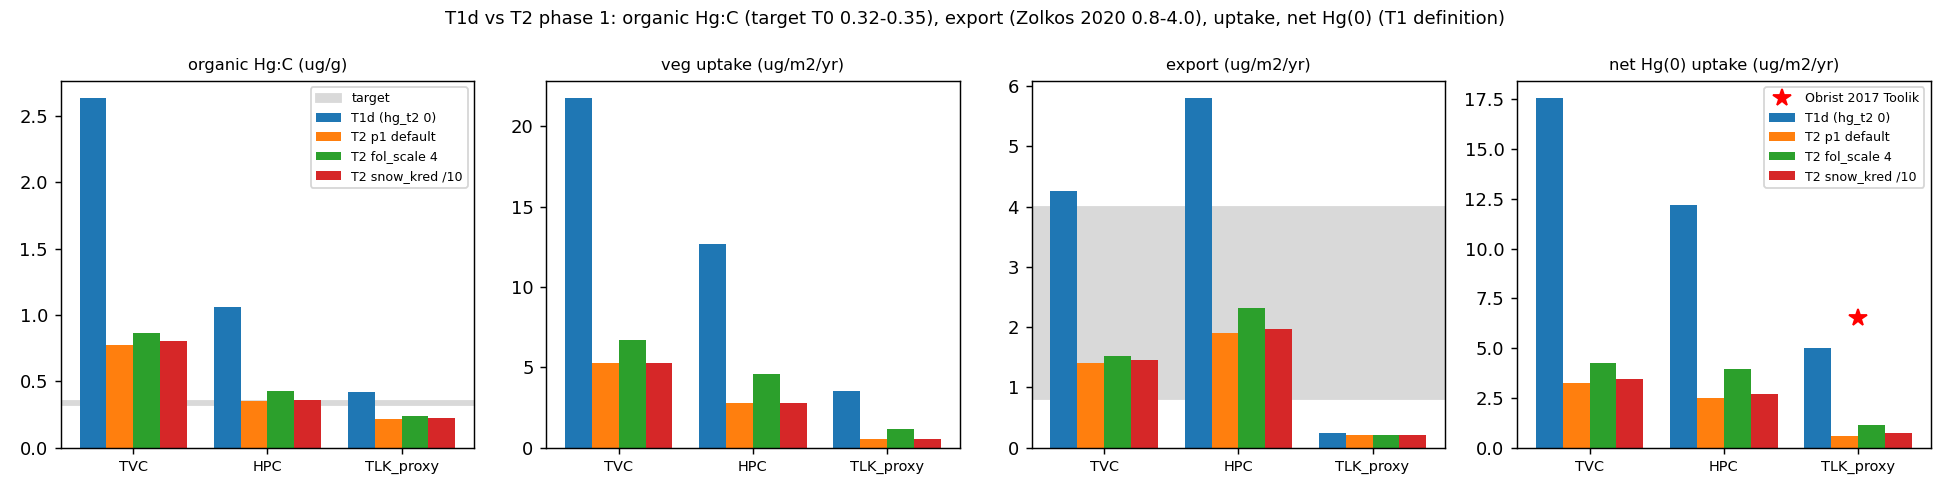 T1d vs T2 phase 1: organic Hg:C (target T0 0.32-0.35), export (Zolkos 2020 0.8-4.0), uptake, net Hg(0) (T1 definition)
organic Hg:C (ug/g)
2.5
2.0
1.5
1.0
0.5
0.0
TVC HPC TLK_proxy
target
T1d (hg_t2 0)
T2 p1 default
T2 fol_scale 4
T2 snow_kred /10
veg uptake (ug/m2/yr)
20
15
10
5
0
TVC HPC TLK_proxy
export (ug/m2/yr)
6
5
4
3
2
1
0
TVC HPC TLK_proxy
net Hg(0) uptake (ug/m2/yr)
17.5
15.0
12.5
10.0
7.5
5.0
2.5
0.0
TVC HPC TLK_proxy
Obrist 2017 Toolik
T1d (hg_t2 0)
T2 p1 default
T2 fol_scale 4
T2 snow_kred /10